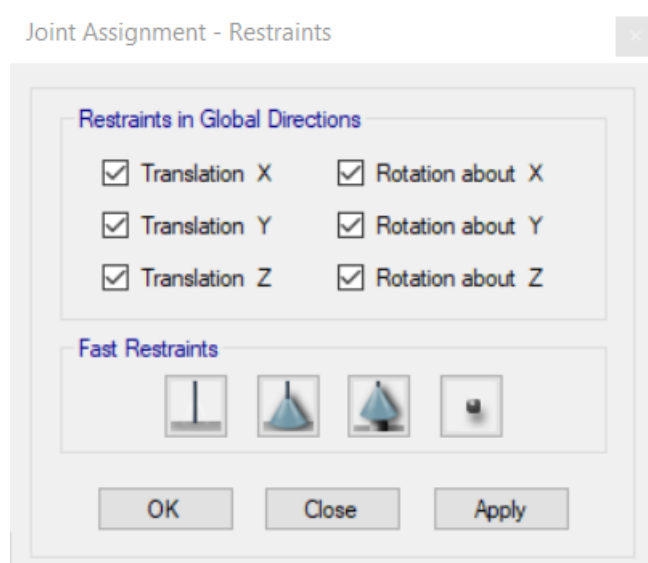 Joint Assignment - Restraints
Restraints in Global Directions
Translation X Rotation about X
Translation Y Rotation about Y
Translation Z Rotation about Z
Fast Restraints
OK Close Apply